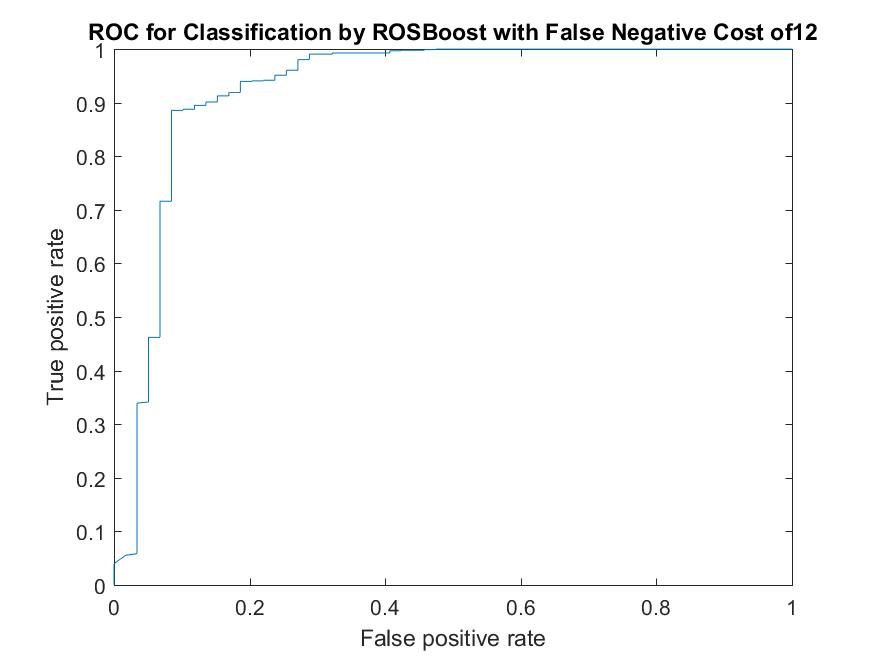 ROC for Classification by ROSBoost with False Negative Cost of12
1
0.9
0.8
0.7
0.6
0.5
0.4
0.3
0.2
0.1
0
True positive rate
0 0.2 0.4 0.6 0.8 1
False positive rate